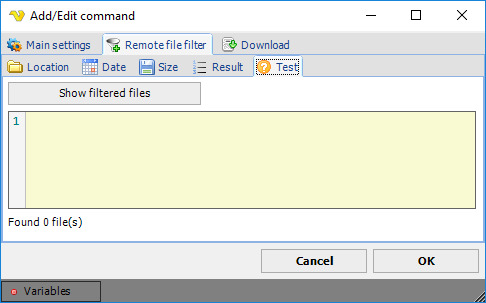 Add/Edit command
Main settings Remote file filter Download
Location Date Size Result Test
Show filtered files
1
Found 0 file(s)
Cancel OK
Variables